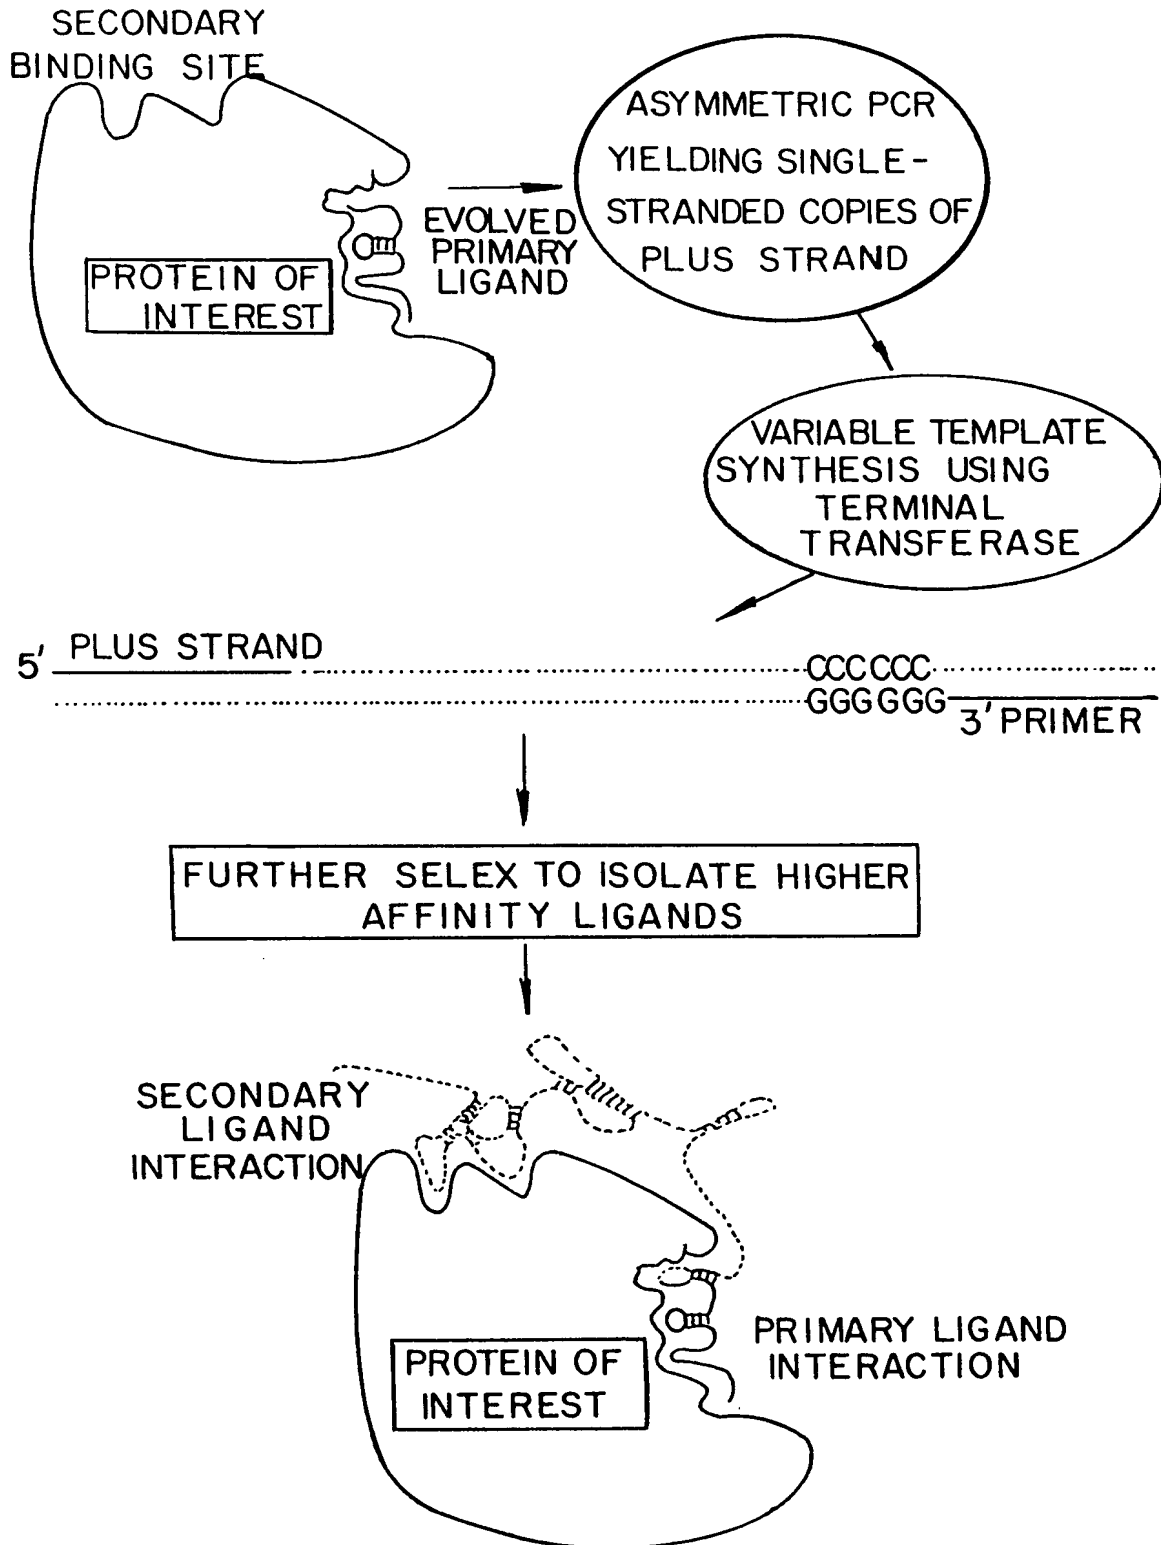 SECONDARY
BINDING SITE
PROTEIN OF
INTEREST
EVOLVED
PRIMARY
LIGAND
ASYMMETRIC PCR
YIELDING SINGLE-
STRANDED COPIES OF
PLUS STRAND
VARIABLE TEMPLATE
SYNTHESIS USING
TERMINAL
TRANSFERASE
5' PLUS STRAND
CCCCCC
GGGGGG
3' PRIMER
FURTHER SELEX TO ISOLATE HIGHER
AFFINITY LIGANDS
SECONDARY
LIGAND
INTERACTION
PROTEIN OF
INTEREST
PRIMARY LIGAND
INTERACTION